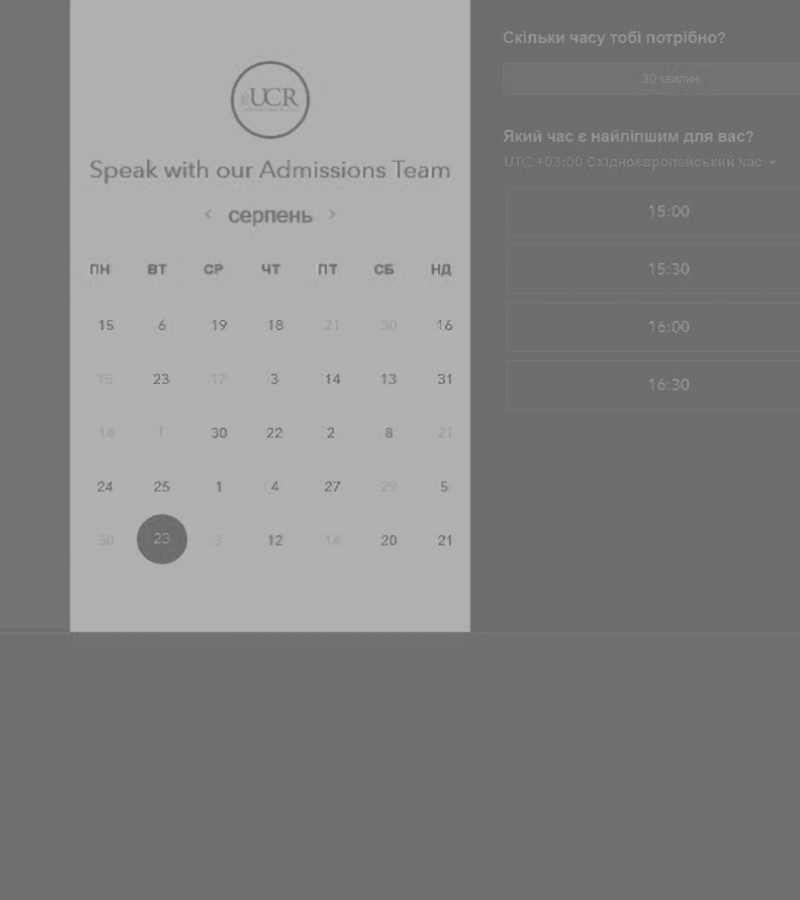 UCR
Speak with our Admissions Team
< серпень >
ПН ВТ СР ЧТ ПТ СБ НД
15 6 19 18 21 30 16
15 23 17 3 14 13 31
14 1 30 22 2 8 21
24 25 1 4 27 29 5
30 23 3 12 14 20 21
Скільки часу тобі потрібно?
30 хвилин
Який час є найліпшим для вас?
UTC +03:00 Східноєвропейський час
15:00
15:30
16:00
16:30